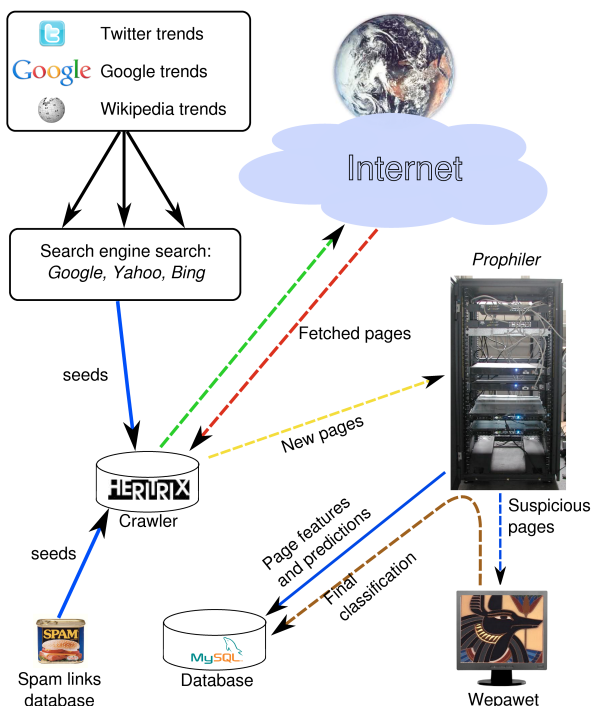 Twitter trends
Google Google trends
Wikipedia trends
Internet
Search engine search:
Google, Yahoo, Bing
Prophiler
Fetched pages
seeds
New pages
HERITRIX
Crawler
Page features
and predictions
Suspicious
pages
seeds
Final
classification
SPAM
MySQL
Spam links
database
Database
Wepawet